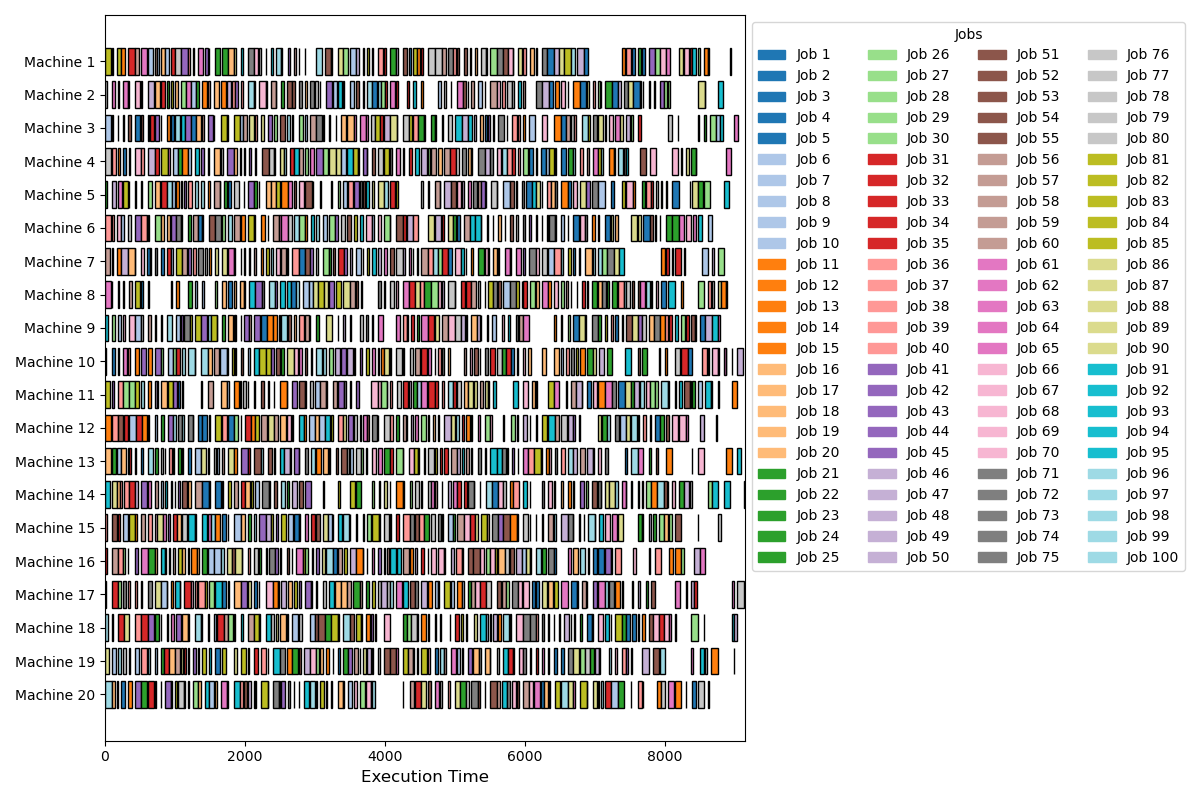 Machine 1
Machine 2
Machine 3
Machine 4
Machine 5
Machine 6
Machine 7
Machine 8
Machine 9
Machine 10
Machine 11
Machine 12
Machine 13
Machine 14
Machine 15
Machine 16
Machine 17
Machine 18
Machine 19
Machine 20
0 2000 4000 6000 8000
Execution Time
Jobs
Job 1 Job 26 Job 51 Job 76
Job 2 Job 27 Job 52 Job 77
Job 3 Job 28 Job 53 Job 78
Job 4 Job 29 Job 54 Job 79
Job 5 Job 30 Job 55 Job 80
Job 6 Job 31 Job 56 Job 81
Job 7 Job 32 Job 57 Job 82
Job 8 Job 33 Job 58 Job 83
Job 9 Job 34 Job 59 Job 84
Job 10 Job 35 Job 60 Job 85
Job 11 Job 36 Job 61 Job 86
Job 12 Job 37 Job 62 Job 87
Job 13 Job 38 Job 63 Job 88
Job 14 Job 39 Job 64 Job 89
Job 15 Job 40 Job 65 Job 90
Job 16 Job 41 Job 66 Job 91
Job 17 Job 42 Job 67 Job 92
Job 18 Job 43 Job 68 Job 93
Job 19 Job 44 Job 69 Job 94
Job 20 Job 45 Job 70 Job 95
Job 21 Job 46 Job 71 Job 96
Job 22 Job 47 Job 72 Job 97
Job 23 Job 48 Job 73 Job 98
Job 24 Job 49 Job 74 Job 99
Job 25 Job 50 Job 75 Job 100